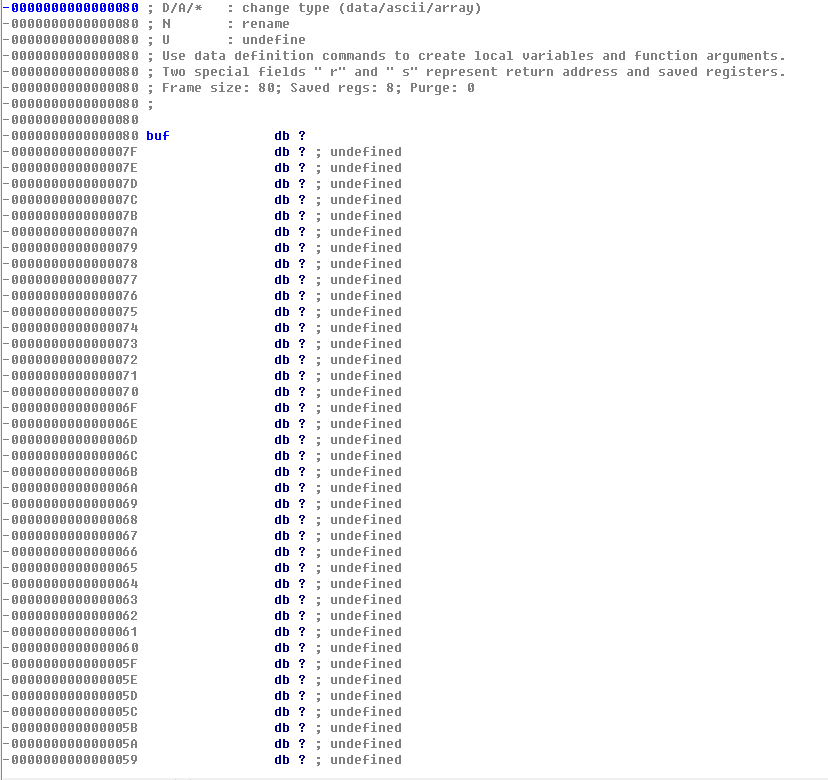 -0000000000000080 ; D/A/*   : change type (data/ascii/array)
-0000000000000080 ; N       : rename
-0000000000000080 ; U       : undefine
-0000000000000080 ; Use data definition commands to create local variables and function arguments.
-0000000000000080 ; Two special fields " r" and " s" represent return address and saved registers.
-0000000000000080 ; Frame size: 80; Saved regs: 8; Purge: 0
-0000000000000080 ;
-0000000000000080
-0000000000000080 buf             db ?
-000000000000007F                 db ? ; undefined
-000000000000007E                 db ? ; undefined
-000000000000007D                 db ? ; undefined
-000000000000007C                 db ? ; undefined
-000000000000007B                 db ? ; undefined
-000000000000007A                 db ? ; undefined
-0000000000000079                 db ? ; undefined
-0000000000000078                 db ? ; undefined
-0000000000000077                 db ? ; undefined
-0000000000000076                 db ? ; undefined
-0000000000000075                 db ? ; undefined
-0000000000000074                 db ? ; undefined
-0000000000000073                 db ? ; undefined
-0000000000000072                 db ? ; undefined
-0000000000000071                 db ? ; undefined
-0000000000000070                 db ? ; undefined
-000000000000006F                 db ? ; undefined
-000000000000006E                 db ? ; undefined
-000000000000006D                 db ? ; undefined
-000000000000006C                 db ? ; undefined
-000000000000006B                 db ? ; undefined
-000000000000006A                 db ? ; undefined
-0000000000000069                 db ? ; undefined
-0000000000000068                 db ? ; undefined
-0000000000000067                 db ? ; undefined
-0000000000000066                 db ? ; undefined
-0000000000000065                 db ? ; undefined
-0000000000000064                 db ? ; undefined
-0000000000000063                 db ? ; undefined
-0000000000000062                 db ? ; undefined
-0000000000000061                 db ? ; undefined
-0000000000000060                 db ? ; undefined
-000000000000005F                 db ? ; undefined
-000000000000005E                 db ? ; undefined
-000000000000005D                 db ? ; undefined
-000000000000005C                 db ? ; undefined
-000000000000005B                 db ? ; undefined
-000000000000005A                 db ? ; undefined
-0000000000000059                 db ? ; undefined